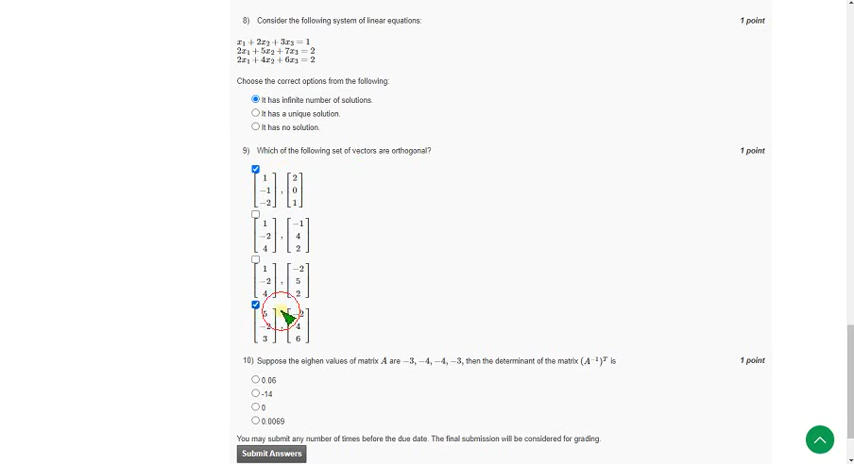 8) Consider the following system of linear equations: 1 point
x₁ + 2x₂ + 3x₃ = 1
2x₁ + 5x₂ + 7x₃ = 2
2x₁ + 4x₂ + 6x₃ = 2
Choose the correct options from the following:
It has infinite number of solutions.
It has a unique solution.
It has no solution.
9) Which of the following set of vectors are orthogonal? 1 point
1 2
−1 , 0
−2 1
1 −1
−2 , 4
4 2
1 −2
−2 , 5
4 2
5 −2
−2 , 4
3 6
10) Suppose the eighen values of matrix A are −3, −4, −4, −3, then the determinant of the matrix (A⁻¹)ᵀ is 1 point
0.06
-14
0
0.0069
You may submit any number of times before the due date. The final submission will be considered for grading.
Submit Answers